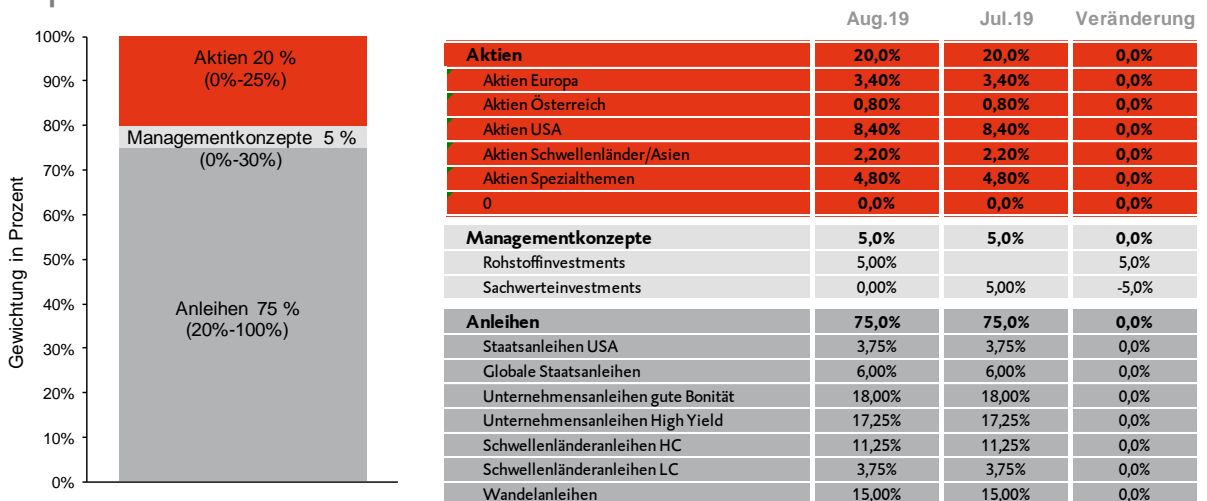 100%
90%
80%
70%
60%
50%
40%
30%
20%
10%
0%
Gewichtung in Prozent
Aktien 20 %
(0%-25%)
Managementkonzepte 5 %
(0%-30%)
Anleihen 75 %
(20%-100%)
Aug.19 Jul.19 Veränderung
Aktien 20,0% 20,0% 0,0%
Aktien Europa 3,40% 3,40% 0,0%
Aktien Österreich 0,80% 0,80% 0,0%
Aktien USA 8,40% 8,40% 0,0%
Aktien Schwellenländer/Asien 2,20% 2,20% 0,0%
Aktien Spezialthemen 4,80% 4,80% 0,0%
0 0,0% 0,0% 0,0%
Managementkonzepte 5,0% 5,0% 0,0%
Rohstoffinvestments 5,00% 5,0%
Sachwerteinvestments 0,00% 5,00% -5,0%
Anleihen 75,0% 75,0% 0,0%
Staatsanleihen USA 3,75% 3,75% 0,0%
Globale Staatsanleihen 6,00% 6,00% 0,0%
Unternehmensanleihen gute Bonität 18,00% 18,00% 0,0%
Unternehmensanleihen High Yield 17,25% 17,25% 0,0%
Schwellenländeranleihen HC 11,25% 11,25% 0,0%
Schwellenländeranleihen LC 3,75% 3,75% 0,0%
Wandelanleihen 15,00% 15,00% 0,0%